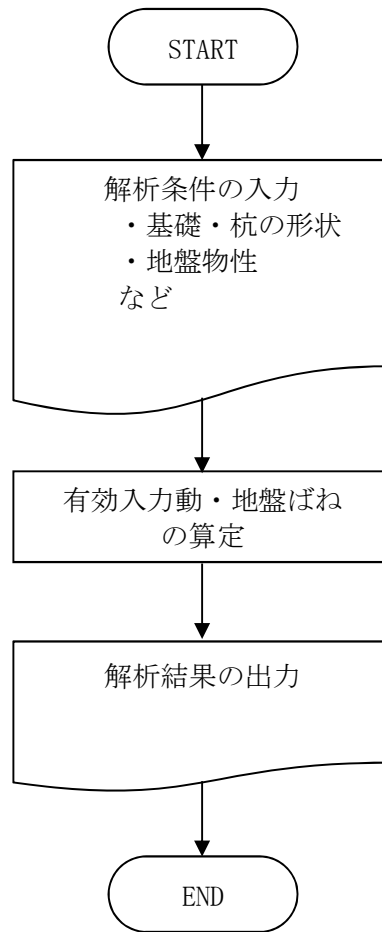 START
解析条件の入力
・基礎・杭の形状
・地盤物性
など
有効入力動・地盤ばね
の算定
解析結果の出力
END